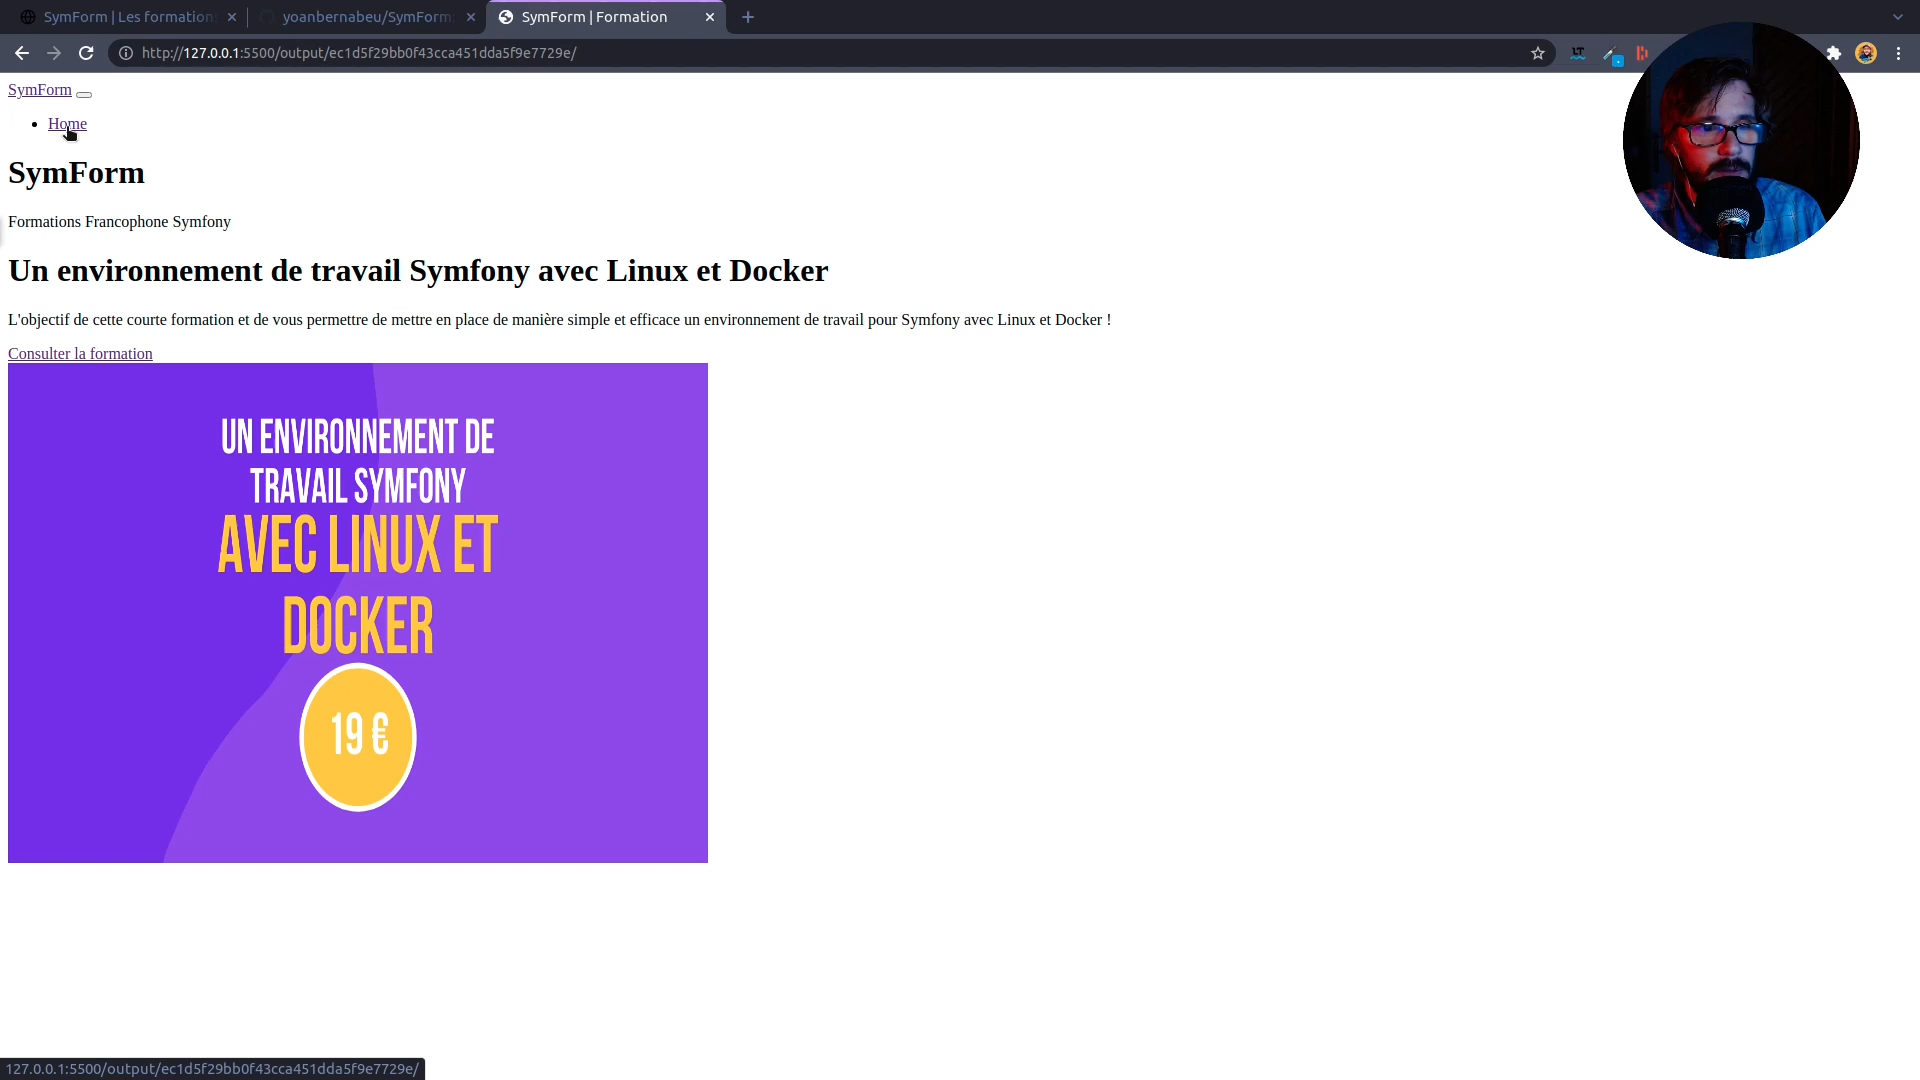 SymForm | Les formation
yoanbernabeu/SymForm
SymForm | Formation
http://127.0.0.1:5500/output/ec1d5f29bb0f43cca451dda5f9e7729e/
LT
SymForm
Home
SymForm
Formations Francophone Symfony
Un environnement de travail Symfony avec Linux et Docker
L'objectif de cette courte formation et de vous permettre de mettre en place de manière simple et efficace un environnement de travail pour Symfony avec Linux et Docker !
Consulter la formation
UN ENVIRONNEMENT DE
TRAVAIL SYMFONY
AVEC LINUX ET
DOCKER
19 €
127.0.0.1:5500/output/ec1d5f29bb0f43cca451dda5f9e7729e/